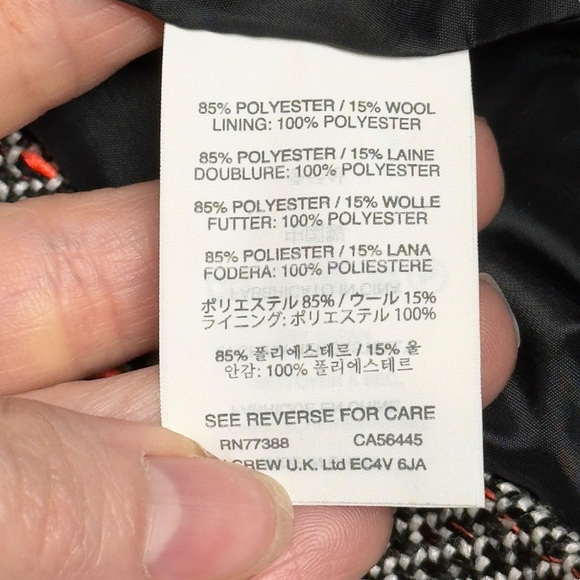 85% POLYESTER / 15% WOOL
LINING: 100% POLYESTER
85% POLYESTER / 15% LAINE
DOUBLURE: 100% POLYESTER
85% POLYESTER / 15% WOLLE
FUTTER: 100% POLYESTER
85% POLIESTER / 15% LANA
FODERA: 100% POLIESTERE
ポリエステル 85% / ウール 15%
ライニング: ポリエステル 100%
85% 폴리에스테르 / 15% 울
안감: 100% 폴리에스테르
SEE REVERSE FOR CARE
RN77388 CA56445
CREW U.K. Ltd EC4V 6JA